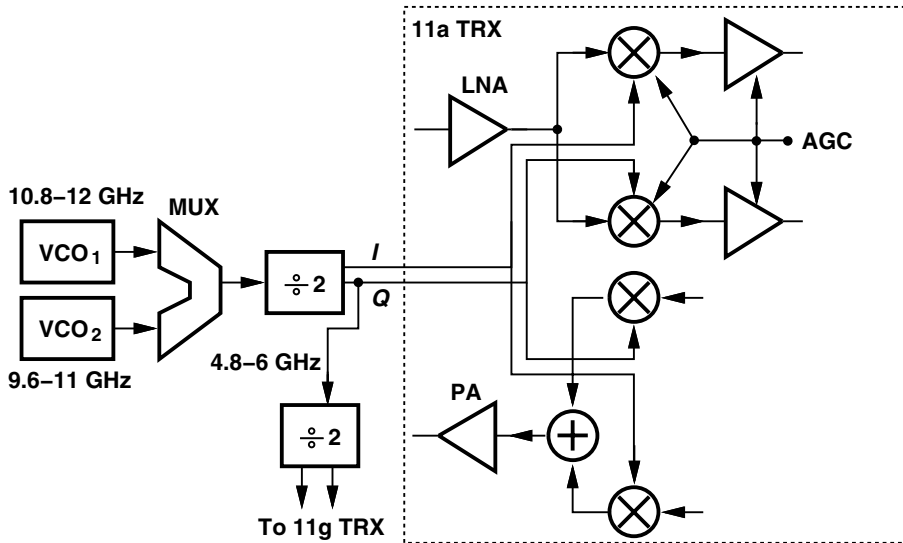 11a TRX
LNA
AGC
10.8–12 GHz
MUX
VCO1
I
÷ 2
Q
VCO2
9.6–11 GHz
4.8–6 GHz
PA
÷ 2
To 11g TRX